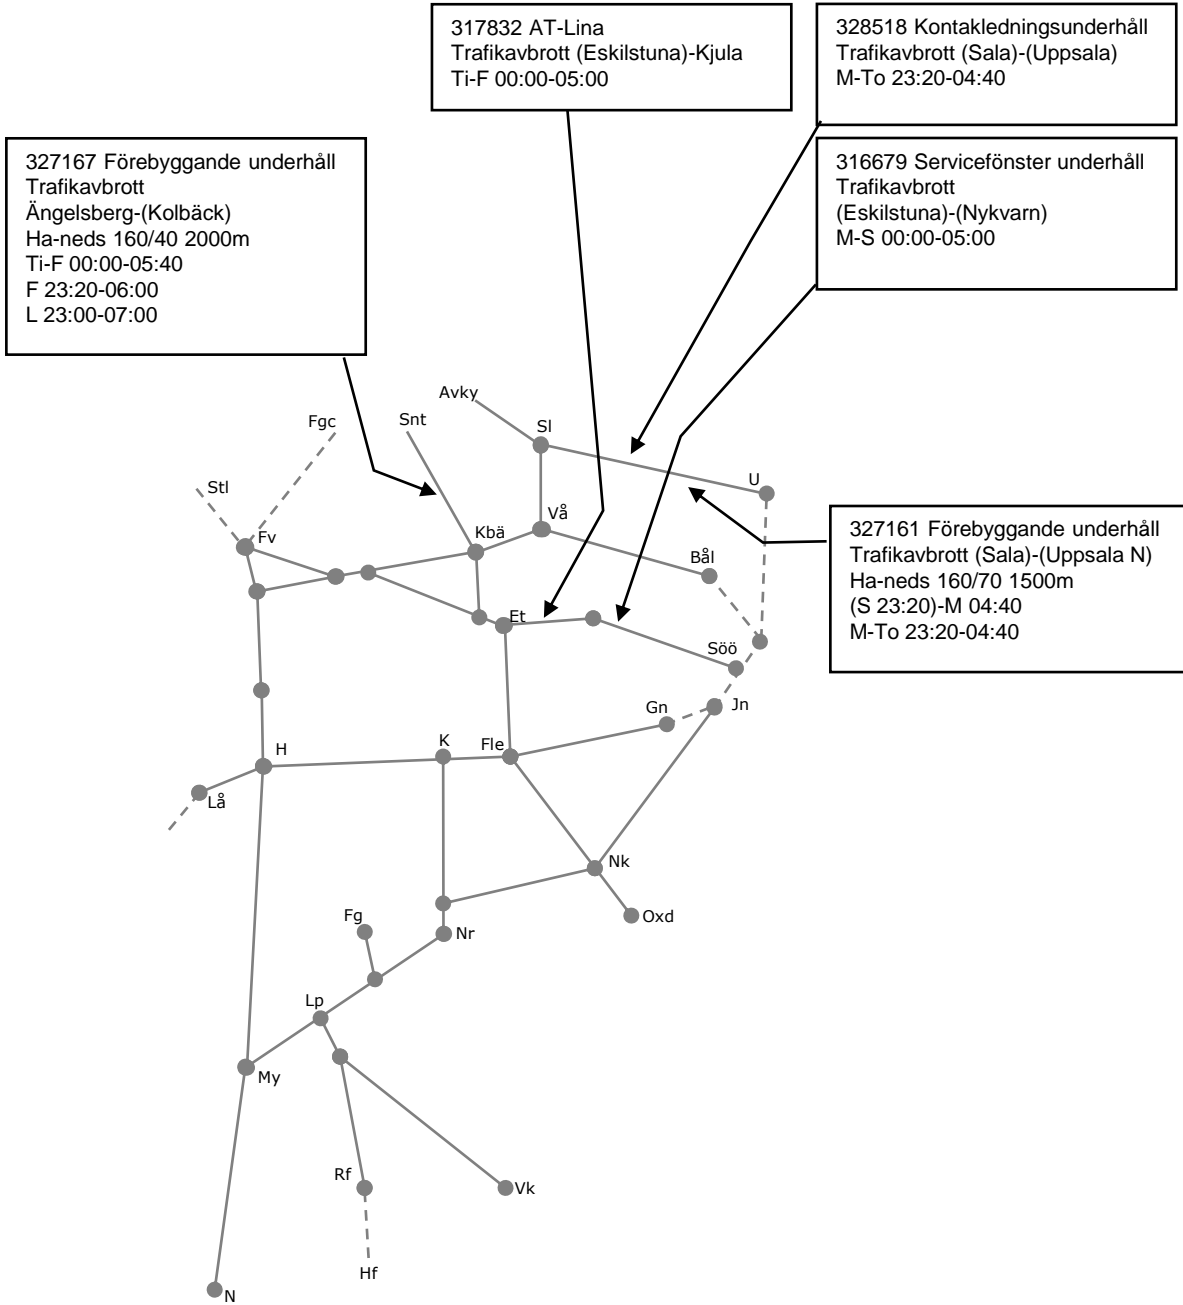 317832 AT-Lina
Trafikavbrott (Eskilstuna)-Kjula
Ti-F 00:00-05:00
328518 Kontakledningsunderhåll
Trafikavbrott (Sala)-(Uppsala)
M-To 23:20-04:40
327167 Förebyggande underhåll
Trafikavbrott
Ängelsberg-(Kolbäck)
Ha-neds 160/40 2000m
Ti-F 00:00-05:40
F 23:20-06:00
L 23:00-07:00
316679 Servicefönster underhåll
Trafikavbrott
(Eskilstuna)-(Nykvarn)
M-S 00:00-05:00
Avky
Snt
Fgc
Sl
U
Stl
Vå
Fv
Kbä
Bål
327161 Förebyggande underhåll
Trafikavbrott (Sala)-(Uppsala N)
Ha-neds 160/70 1500m
(S 23:20)-M 04:40
M-To 23:20-04:40
Et
Söö
Gn
Jn
H
K
Fle
Lå
Nk
Fg
Oxd
Nr
Lp
My
Rf
Vk
Hf
N